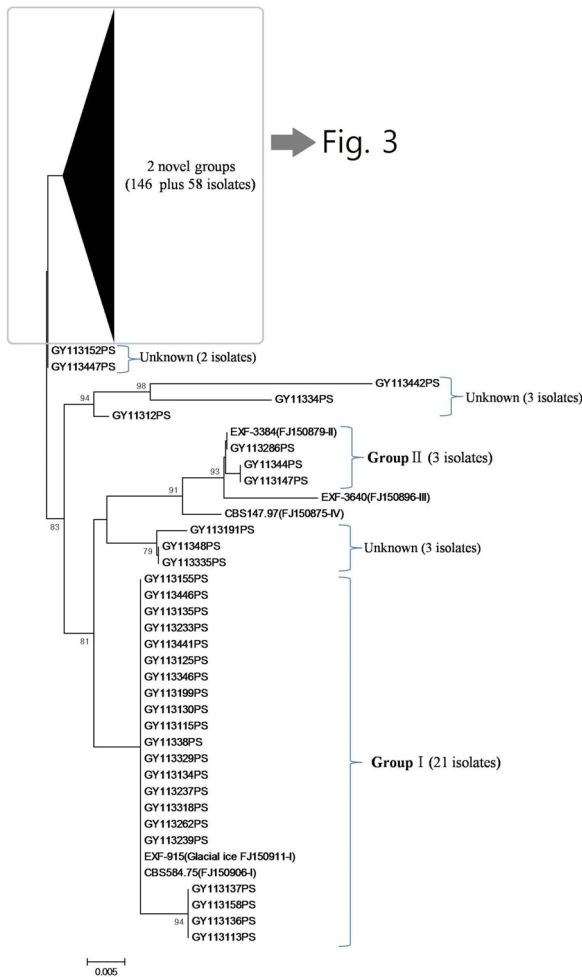 2 novel groups
(146 plus 58 isolates)
Fig. 3
GY113152PS
GY113447PS
Unknown (2 isolates)
98
GY113442PS
94
GY11334PS
Unknown (3 isolates)
GY11312PS
EXF-3384(FJ150879-II)
GY113286PS
93
GY11344PS
Group II (3 isolates)
GY113147PS
91
EXF-3640(FJ150896-III)
CBS147.97(FJ150875-IV)
83
GY113191PS
79
GY11348PS
Unknown (3 isolates)
GY113335PS
GY113155PS
GY113446PS
GY113135PS
GY113233PS
81
GY113441PS
GY113125PS
GY113346PS
GY113199PS
GY113130PS
GY113115PS
GY11338PS
GY113329PS
Group I (21 isolates)
GY113134PS
GY113237PS
GY113318PS
GY113262PS
GY113239PS
EXF-915(Glacial ice FJ150911-I)
CBS584.75(FJ150906-I)
GY113137PS
GY113158PS
94
GY113136PS
GY113113PS
0.005